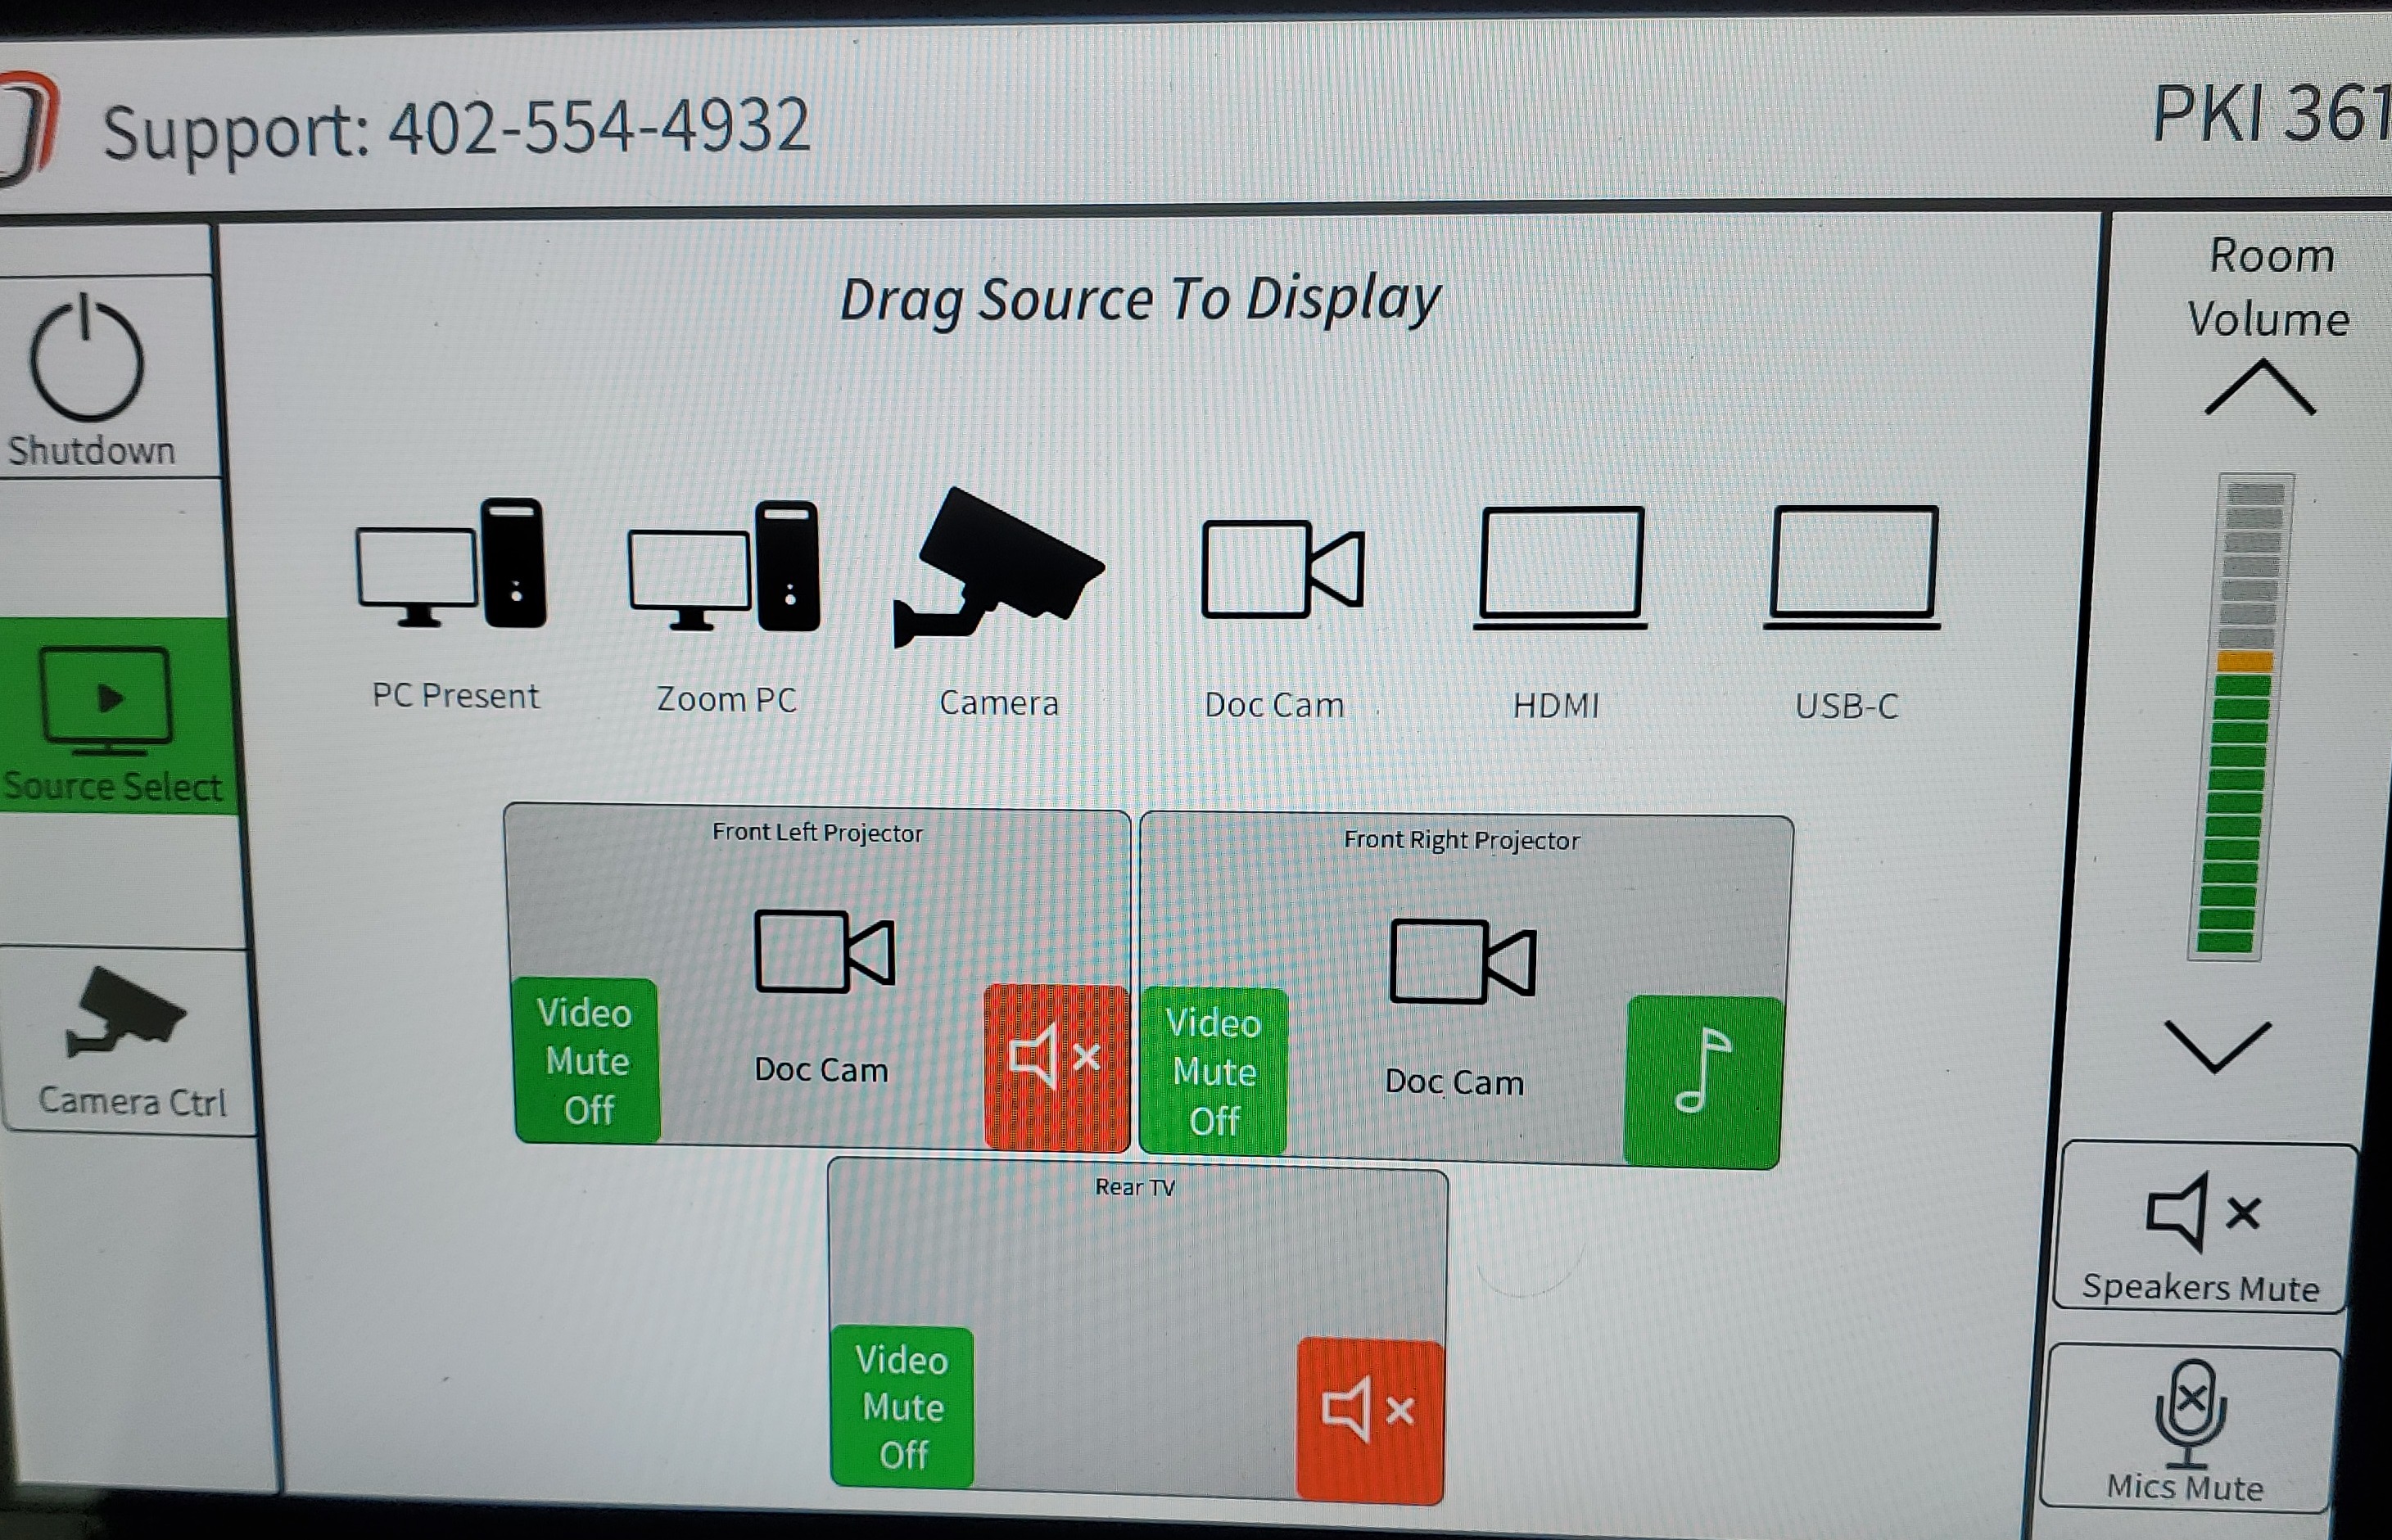 Support: 402-554-4932
PKI 361
Shutdown
Source Select
Camera Ctrl
Drag Source To Display
PC Present
Zoom PC
Camera
Doc Cam
HDMI
USB-C
Front Left Projector
Video
Mute
Off
Doc Cam
Front Right Projector
Video
Mute
Off
Doc Cam
Rear TV
Video
Mute
Off
Room
Volume
Speakers Mute
Mics Mute